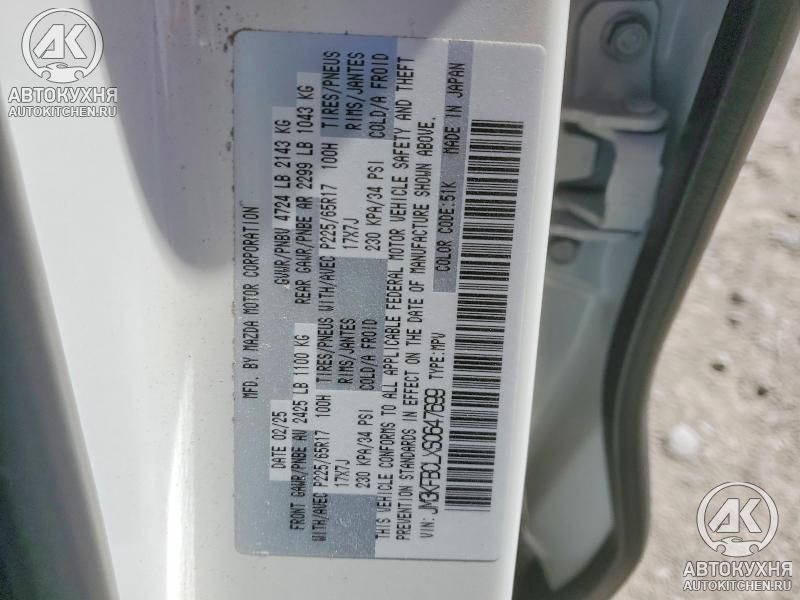 MFD. BY MAZDA MOTOR CORPORATION
DATE 02/25 GVWR/PNBV 4724 LB 2143 KG
FRONT GAWR/PNBE AV 2425 LB 1100 KG REAR GAWR/PNBE AR 2299 LB 1043 KG
TIRES/PNEUS TIRES/PNEUS
WITH/AVEC P225/65R17 100H WITH/AVEC P225/65R17 100H
RIMS/JANTES RIMS/JANTES
17X7J 17X7J
COLD/A FROID COLD/A FROID
230 KPA/34 PSI 230 KPA/34 PSI
THIS VEHICLE CONFORMS TO ALL APPLICABLE FEDERAL MOTOR VEHICLE SAFETY AND THEFT
PREVENTION STANDARDS IN EFFECT ON THE DATE OF MANUFACTURE SHOWN ABOVE.
VIN: JM3KFBCLXS0647699 TYPE:MPV COLOR CODE:51K MADE IN JAPAN
AK
АВТОКУХНЯ
AUTOKITCHEN.RU
AK
АВТОКУХНЯ
AUTOKITCHEN.RU